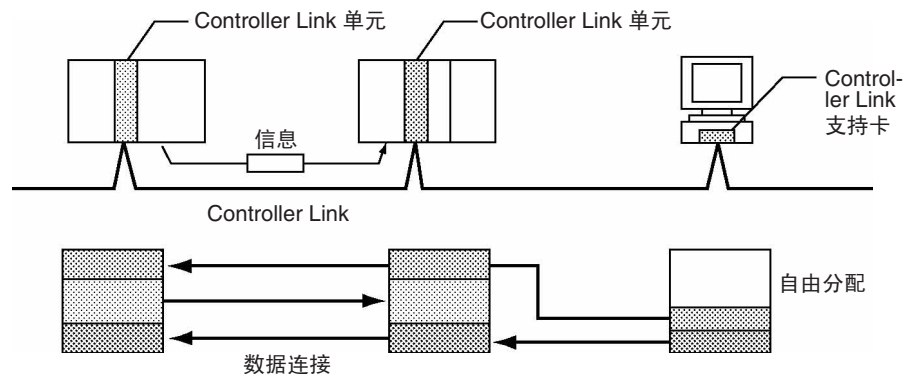 Controller Link 单元
Controller Link 单元
Control-
ler Link
支持卡
信息
Controller Link
自由分配
数据连接